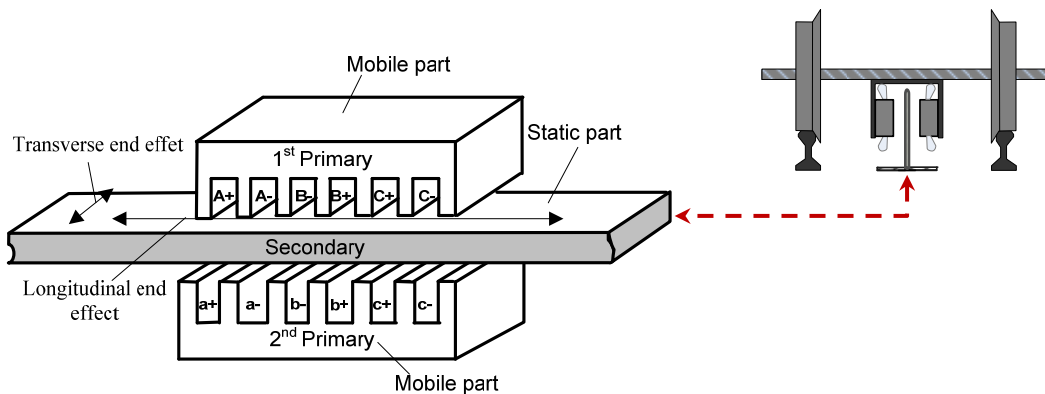 Mobile part
Static part
Transverse end effet
1st Primary
A+ A- B- B+ C+ C-
Secondary
Longitudinal end
effect
a+ a- b- b+ c+ c-
2nd Primary
Mobile part